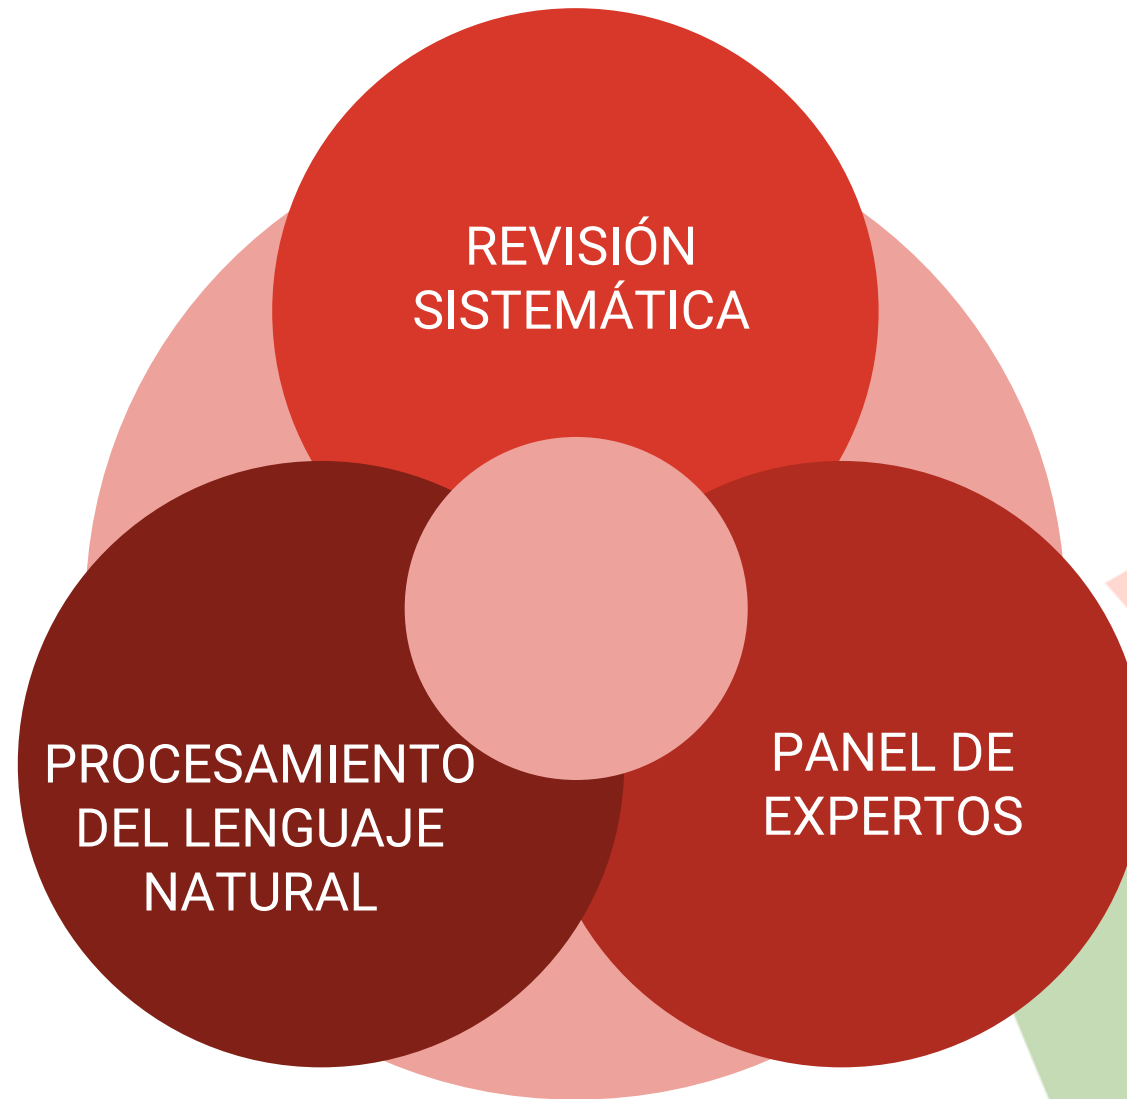 REVISIÓN
SISTEMÁTICA
PROCESAMIENTO
DEL LENGUAJE
NATURAL
PANEL DE
EXPERTOS